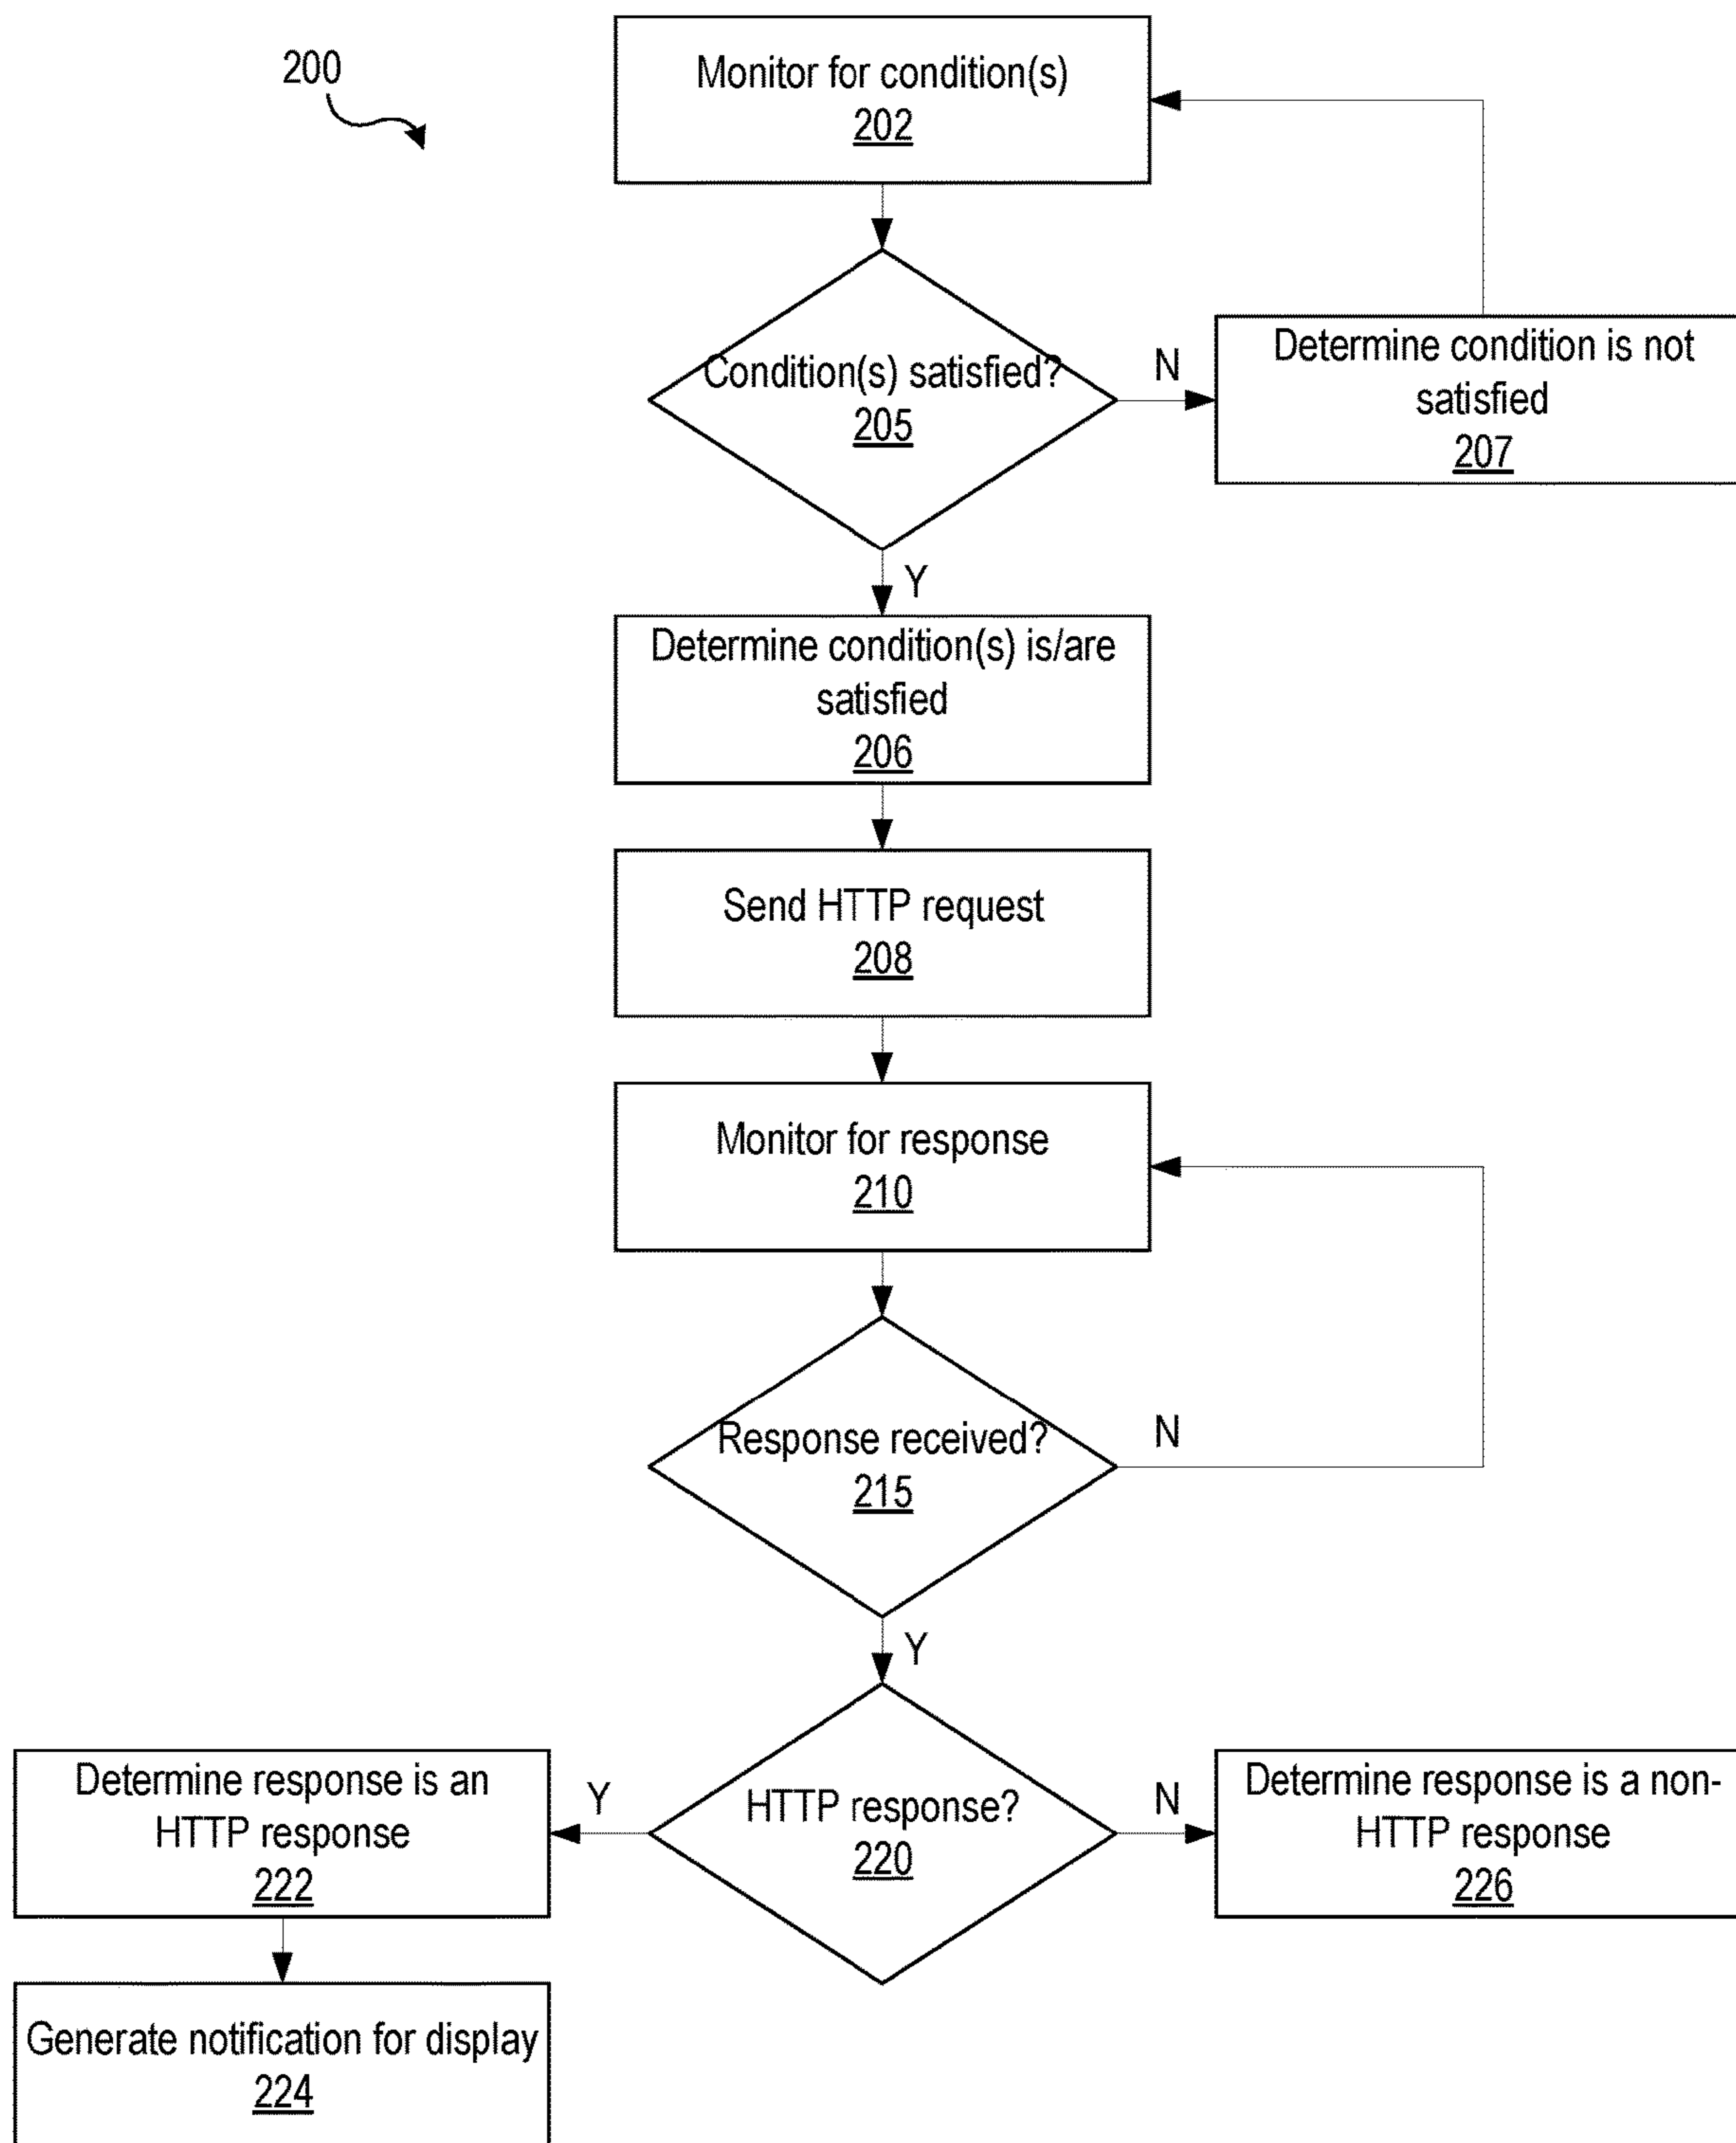 200
Monitor for condition(s)
202
Condition(s) satisfied?
205
N
Determine condition is not
satisfied
207
Y
Determine condition(s) is/are
satisfied
206
Send HTTP request
208
Monitor for response
210
Response received?
215
N
Y
HTTP response?
220
Y
Determine response is an
HTTP response
222
N
Determine response is a non-
HTTP response
226
Generate notification for display
224